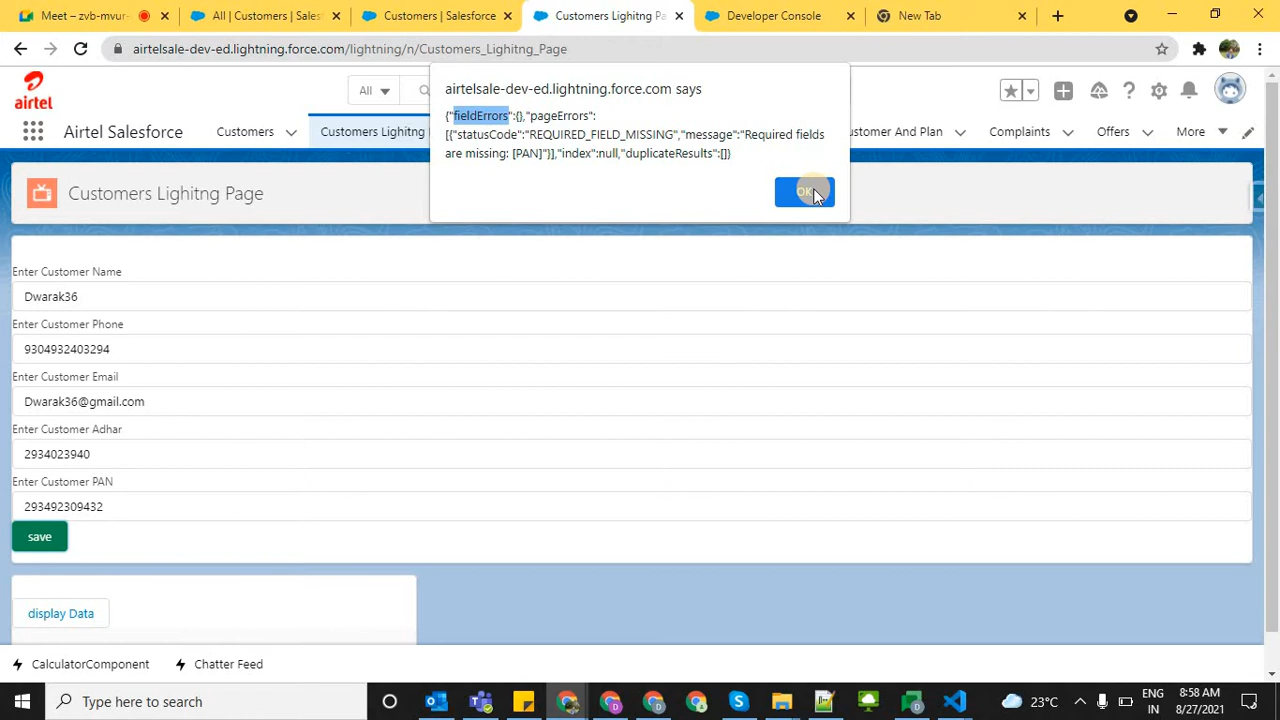 Meet – zvb-mvur-
All | Customers | Salesf
Customers | Salesforce
Customers Lighitng Pa
Developer Console
New Tab
airtelsale-dev-ed.lightning.force.com/lightning/n/Customers_Lighitng_Page
airtel
All
airtelsale-dev-ed.lightning.force.com says
{"fieldErrors":{},"pageErrors":
[{"statusCode":"REQUIRED_FIELD_MISSING","message":"Required fields
are missing: [PAN]"}],"index":null,"duplicateResults":[]}
OK
Airtel Sale
Customers
Customers Lighitng
Offers
Complaints
More
Customers Lighitng Page
Enter Customer Name
Dwarak36
Enter Customer Phone
9304932403294
Enter Customer Email
Dwarak36@gmail.com
Enter Customer Adhar
2934023940
Enter Customer PAN
293492309432
save
display Data
CalculatorComponent
Chatter Feed
Type here to search
23°C
ENG
IN
8:58 AM
8/27/2021